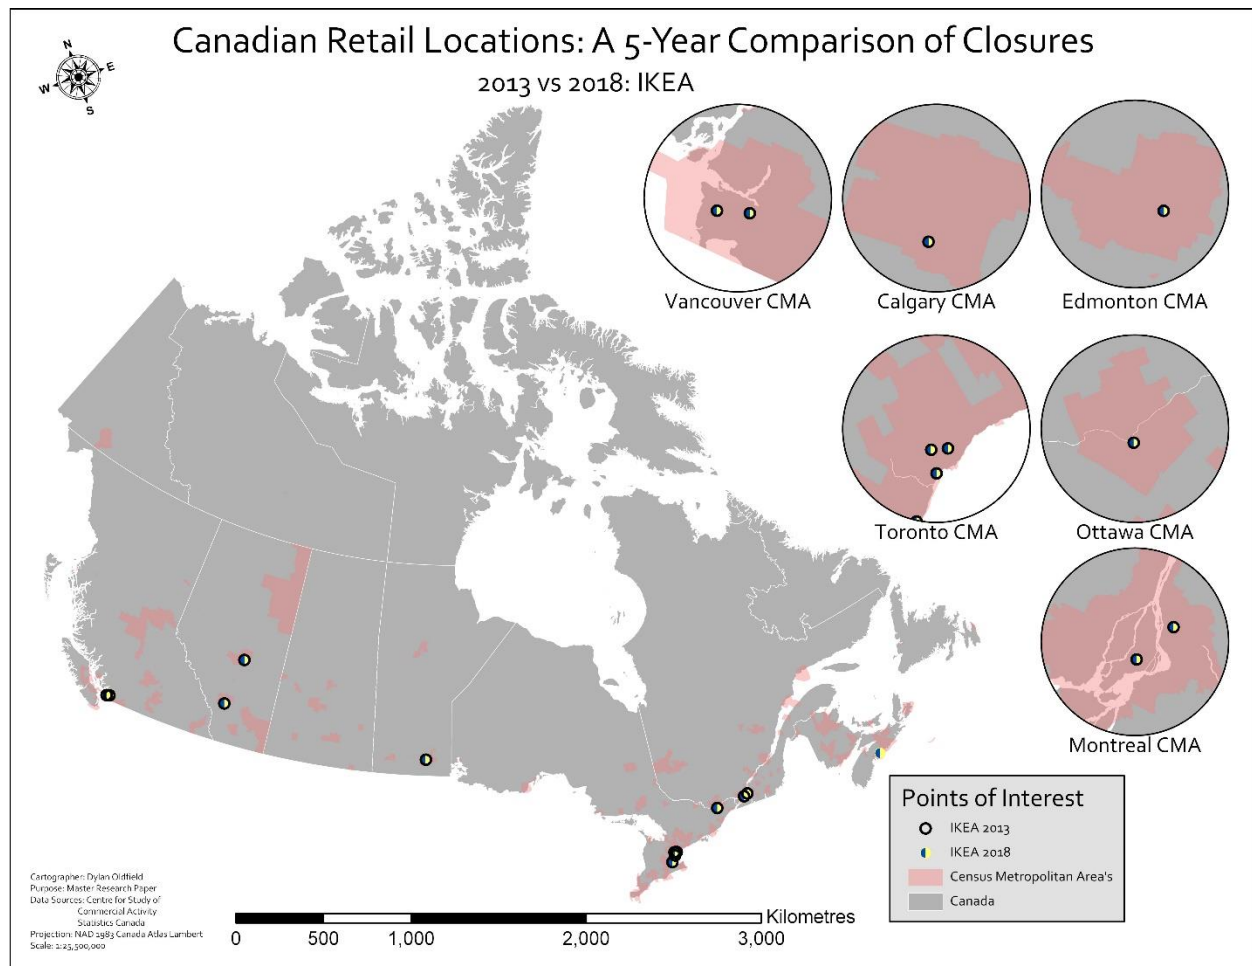 Canadian Retail Locations: A 5-Year Comparison of Closures
2013 vs 2018: IKEA
N
E
W
S
Vancouver CMA
Calgary CMA
Edmonton CMA
Toronto CMA
Ottawa CMA
Montreal CMA
Points of Interest
IKEA 2013
IKEA 2018
Census Metropolitan Area's
Canada
Cartographer: Dylan Oldfield
Purpose: Master Research Paper
Data Sources: Centre for Study of
Commercial Activity
Statistics Canada
Projection: NAD 1983 Canada Atlas Lambert
Scale: 1:25,500,000
Kilometres
0 500 1,000 2,000 3,000